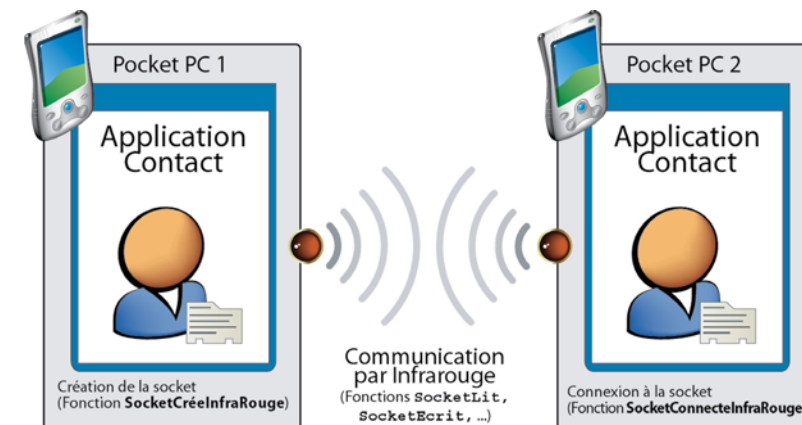 Pocket PC 1
Application
Contact
Création de la socket
(Fonction SocketCréeInfraRouge)
Communication
par Infrarouge
(Fonctions SocketLit,
SocketEcrit, …)
Pocket PC 2
Application
Contact
Connexion à la socket
(Fonction SocketConnecteInfraRouge